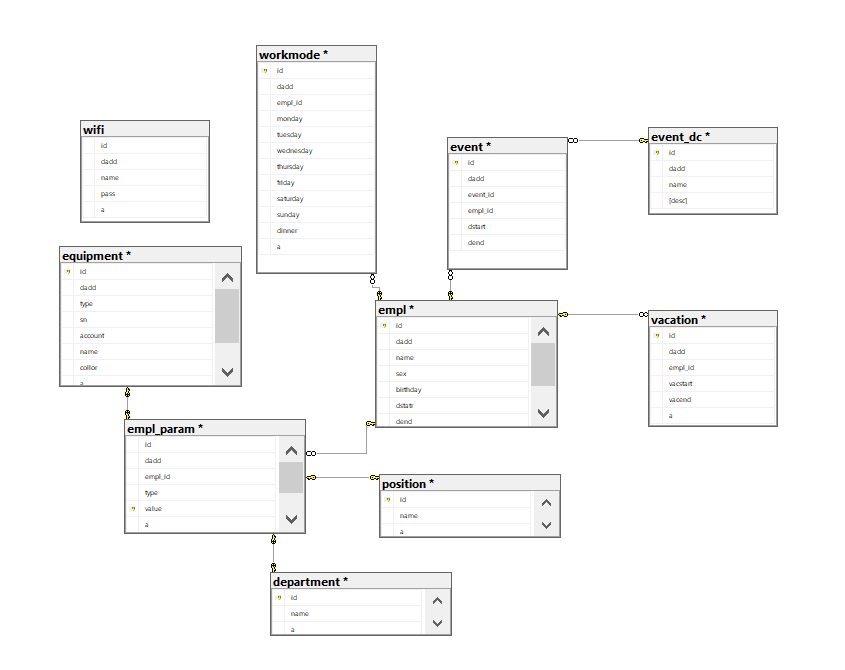 workmode *
id
dadd
empl_id
monday
tuesday
wednesday
thursday
friday
saturday
sunday
dinner
a
wifi
id
dadd
name
pass
a
event *
id
dadd
event_id
empl_id
dstart
dend
event_dc *
id
dadd
name
[desc]
equipment *
id
dadd
type
sn
account
name
collor
a
empl *
id
dadd
name
sex
birthday
dstatr
dend
vacation *
id
dadd
empl_id
vacstart
vacend
a
empl_param *
id
dadd
empl_id
type
value
a
position *
id
name
a
department *
id
name
a